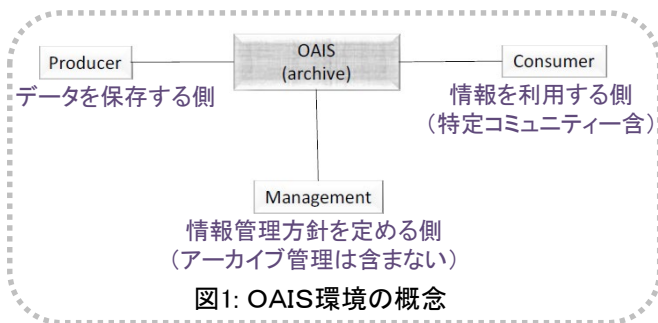 OAIS
(archive)
Producer
データを保存する側
Consumer
情報を利用する側
（特定コミュニティー含）
Management
情報管理方針を定める側
（アーカイブ管理は含まない）
図1: OAIS環境の概念